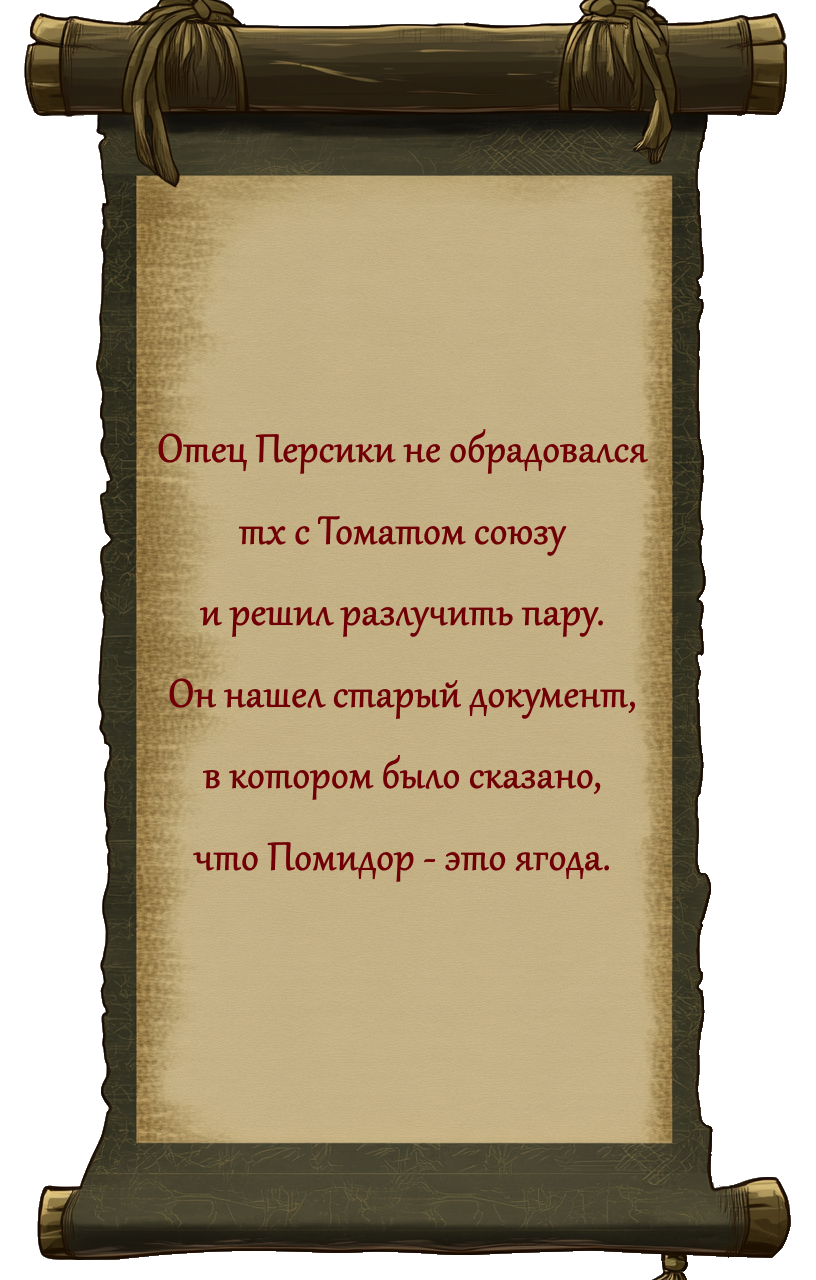 Отец Персики не обрадовался
тх с Томатом союзу
и решил разлучить пару.
Он нашел старый документ,
в котором было сказано,
что Помидор - это ягода.